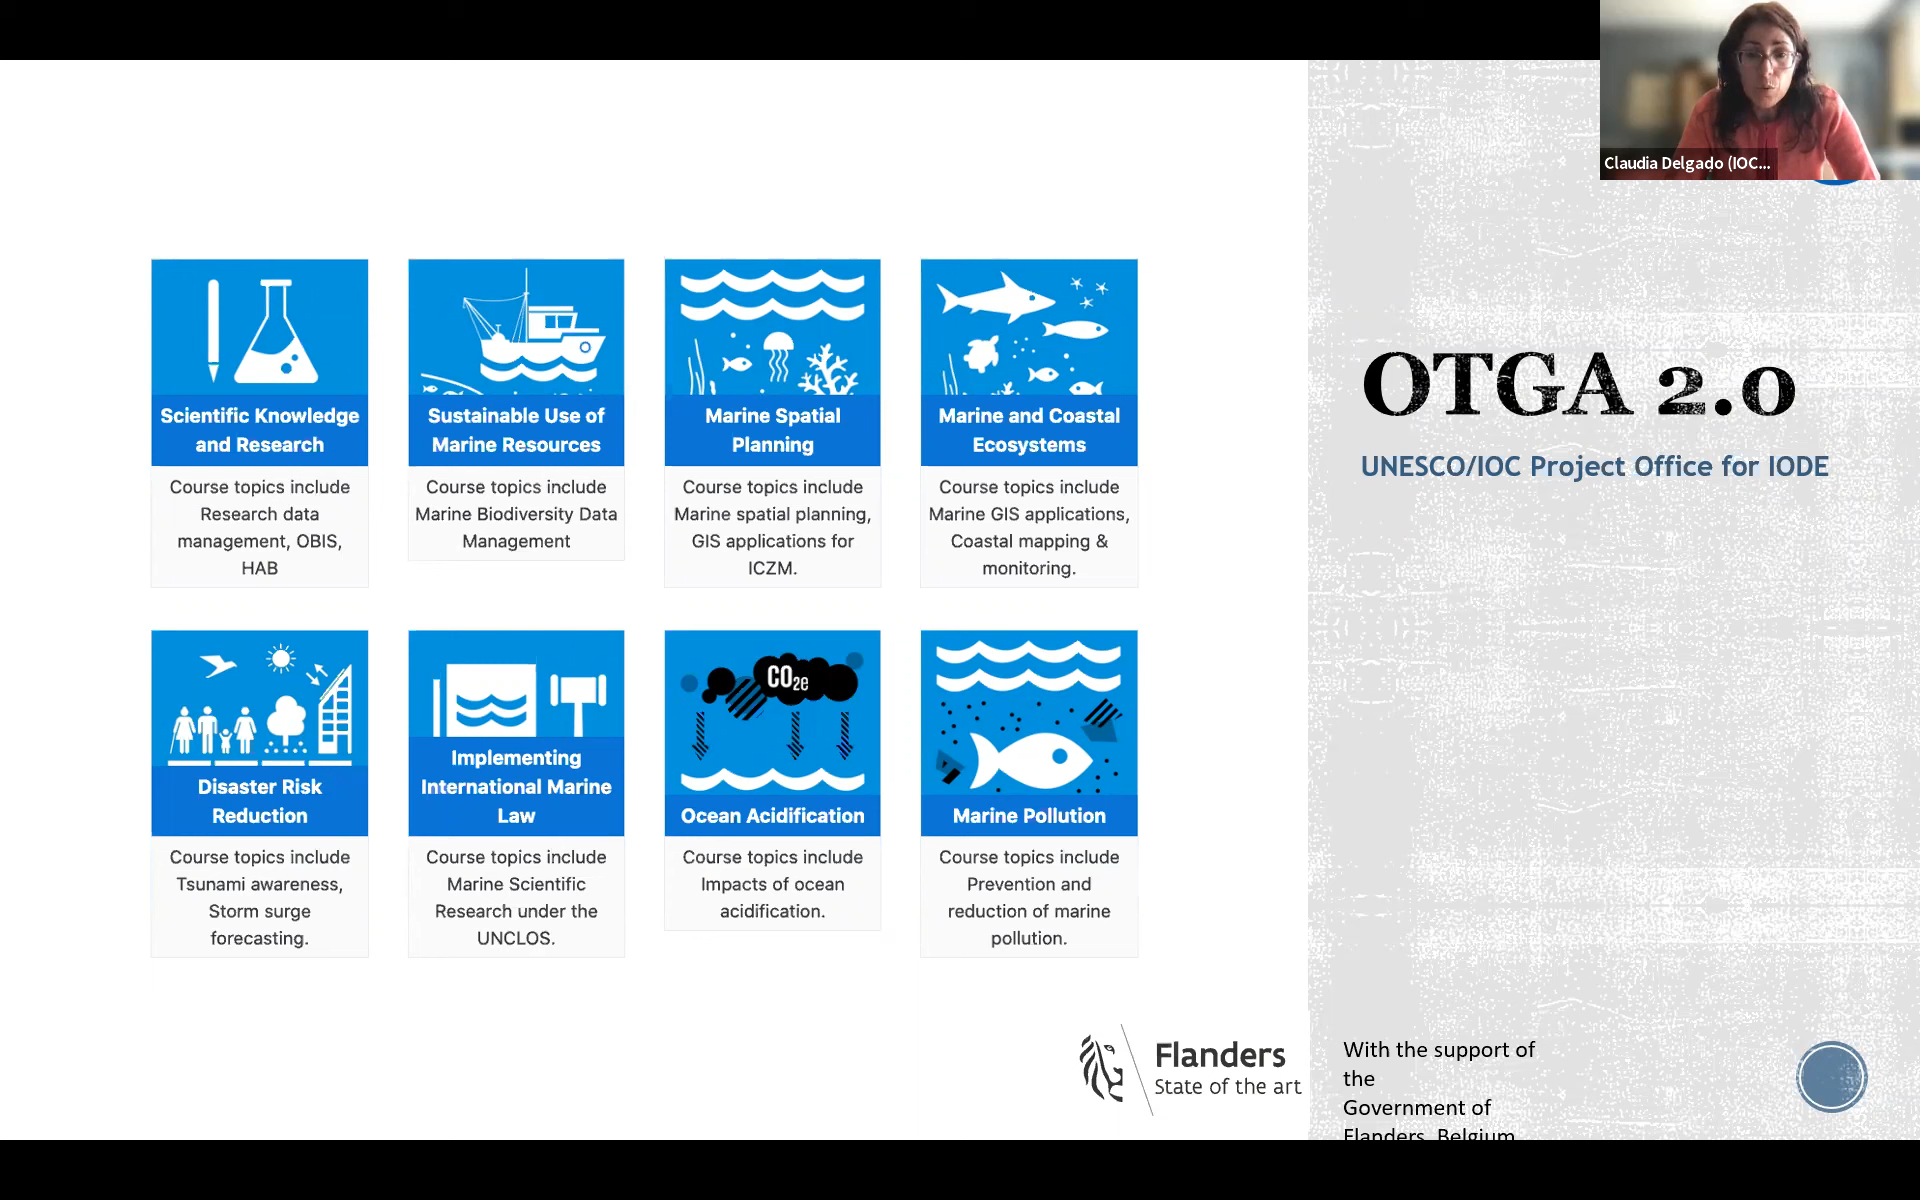 Claudia Delgado (IOC...
Scientific Knowledge
and Research
Course topics include
Research data
management, OBIS,
HAB
Sustainable Use of
Marine Resources
Course topics include
Marine Biodiversity Data
Management
Marine Spatial
Planning
Course topics include
Marine spatial planning,
GIS applications for
ICZM.
Marine and Coastal
Ecosystems
Course topics include
Marine GIS applications,
Coastal mapping &
monitoring.
Disaster Risk
Reduction
Course topics include
Tsunami awareness,
Storm surge
forecasting.
Implementing
International Marine
Law
Course topics include
Marine Scientific
Research under the
UNCLOS.
CO2e
Ocean Acidification
Course topics include
Impacts of ocean
acidification.
Marine Pollution
Course topics include
Prevention and
reduction of marine
pollution.
OTGA 2.0
UNESCO/IOC Project Office for IODE
Flanders
State of the art
With the support of
the
Government of
Flanders, Belgium